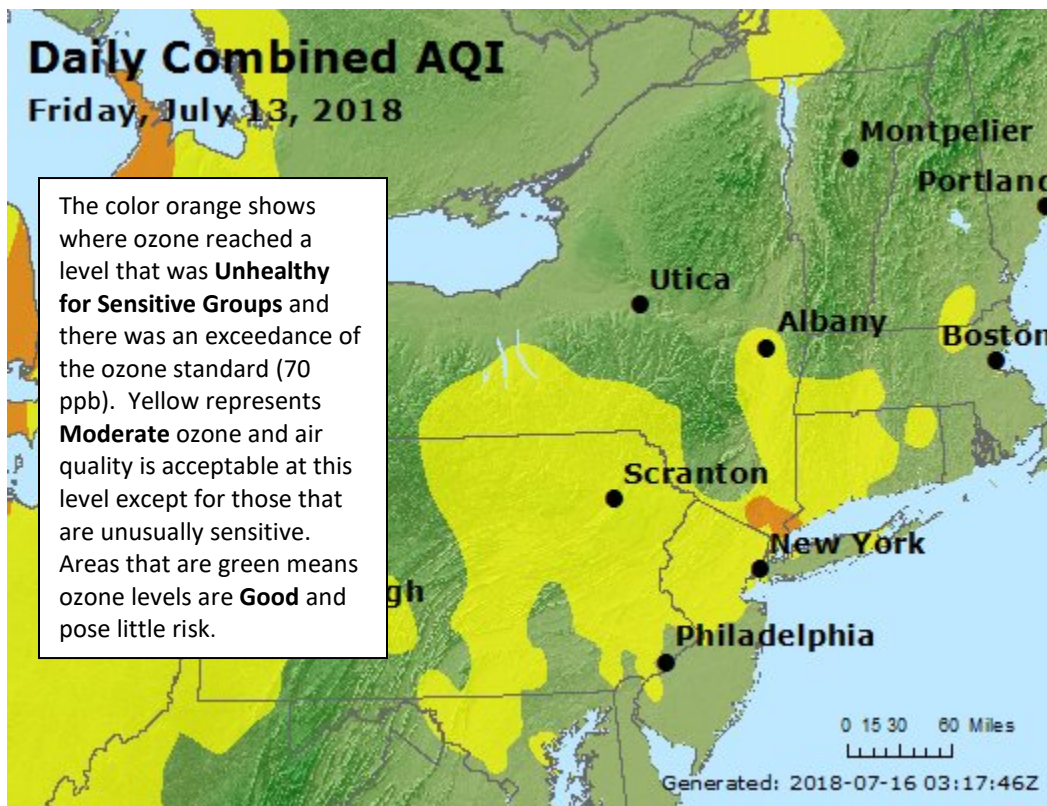 Daily Combined AQI
Friday, July 13, 2018
Montpelier
Portland
The color orange shows
where ozone reached a
level that was Unhealthy
for Sensitive Groups and
there was an exceedance of
the ozone standard (70
ppb). Yellow represents
Moderate ozone and air
quality is acceptable at this
level except for those that
are unusually sensitive.
Areas that are green means
ozone levels are Good and
pose little risk.
Utica
Albany
Boston
Scranton
New York
gh
Philadelphia
0 15 30 60 Miles
Generated: 2018-07-16 03:17:46Z